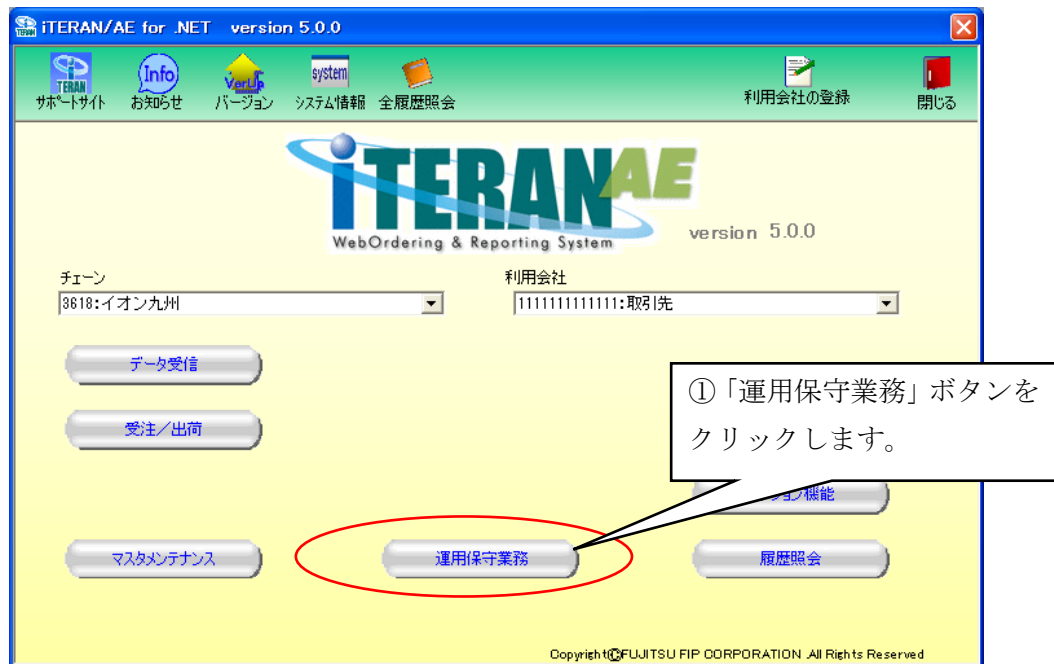 iTERAN/AE for .NET version 5.0.0
TERAN
Info
VerUp
system
サポートサイト お知らせ バージョン システム情報 全履歴照会 利用会社の登録 閉じる
iTERANAE
WebOrdering & Reporting System
version 5.0.0
チェーン 利用会社
3618:イオン九州 1111111111111:取引先
データ受信
①「運用保守業務」ボタンを
クリックします。
受注/出荷
ション機能
マスタメンテナンス 運用保守業務 履歴照会
Copyright©FUJITSU FIP CORPORATION .All Rights Reserved